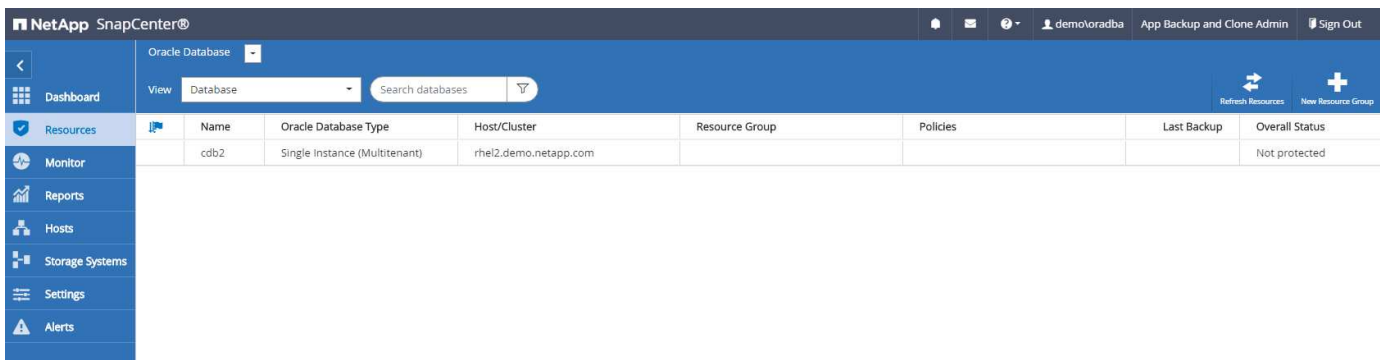 NetApp SnapCenter®
demo\oradba App Backup and Clone Admin Sign Out
Oracle Database
View Database Search databases
Refresh Resources New Resource Group
Dashboard
Resources
Monitor
Reports
Hosts
Storage Systems
Settings
Alerts
Name Oracle Database Type Host/Cluster Resource Group Policies Last Backup Overall Status
cdb2 Single Instance (Multitenant) rhel2.demo.netapp.com Not protected